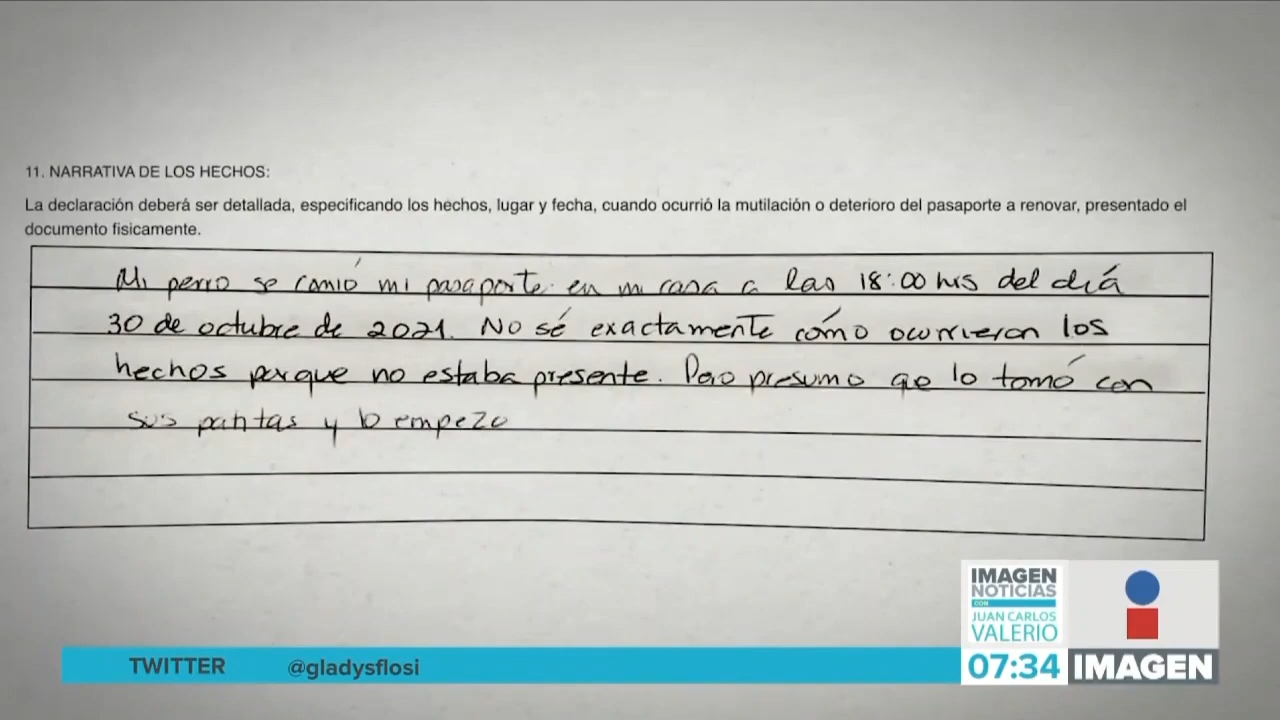 11. NARRATIVA DE LOS HECHOS:
La declaración deberá ser detallada, especificando los hechos, lugar y fecha, cuando ocurrió la mutilación o deterioro del pasaporte a renovar, presentado el
documento fisicamente.
Mi perro se comió mi pasaporte en mi casa a las 18:00 hrs del día
30 de octubre de 2021. No sé exactamente cómo ocurrieron los
hechos porque no estaba presente. Pero presumo qe lo tomó con
sus patitas y lo empezo
IMAGEN
NOTICIAS
CON
JUAN CARLOS
VALERIO
TWITTER @gladysflosi
07:34 IMAGEN